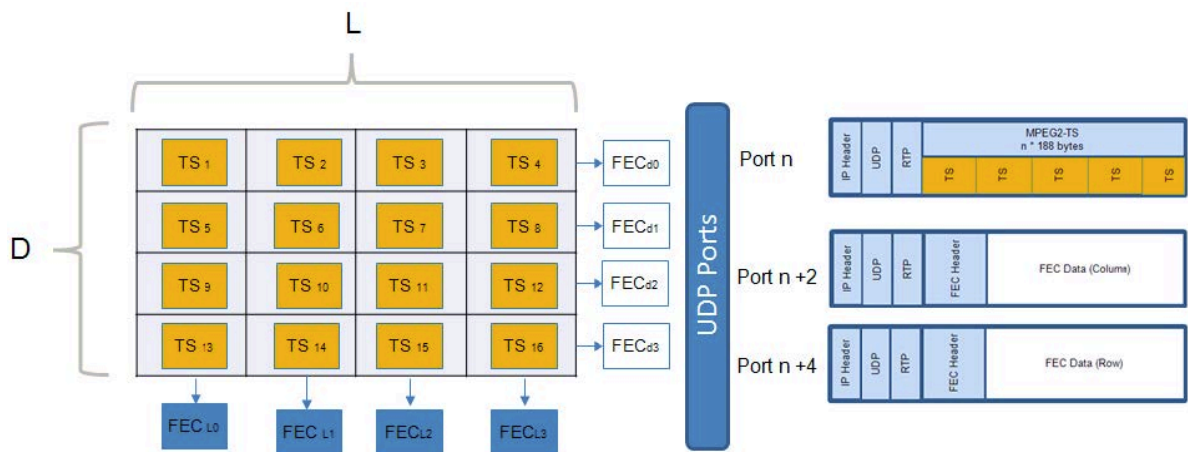 L
D
TS 1
TS 2
TS 3
TS 4
FECd0
TS 5
TS 6
TS 7
TS 8
FECd1
TS 9
TS 10
TS 11
TS 12
FECd2
TS 13
TS 14
TS 15
TS 16
FECd3
FEC L0
FEC L1
FECL2
FECL3
UDP Ports
Port n
IP Header
UDP
RTP
MPEG2-TS
n * 188 bytes
TS
TS
TS
TS
TS
Port n +2
IP Header
UDP
RTP
FEC Header
FEC Data (Column)
Port n +4
IP Header
UDP
RTP
FEC Header
FEC Data (Row)